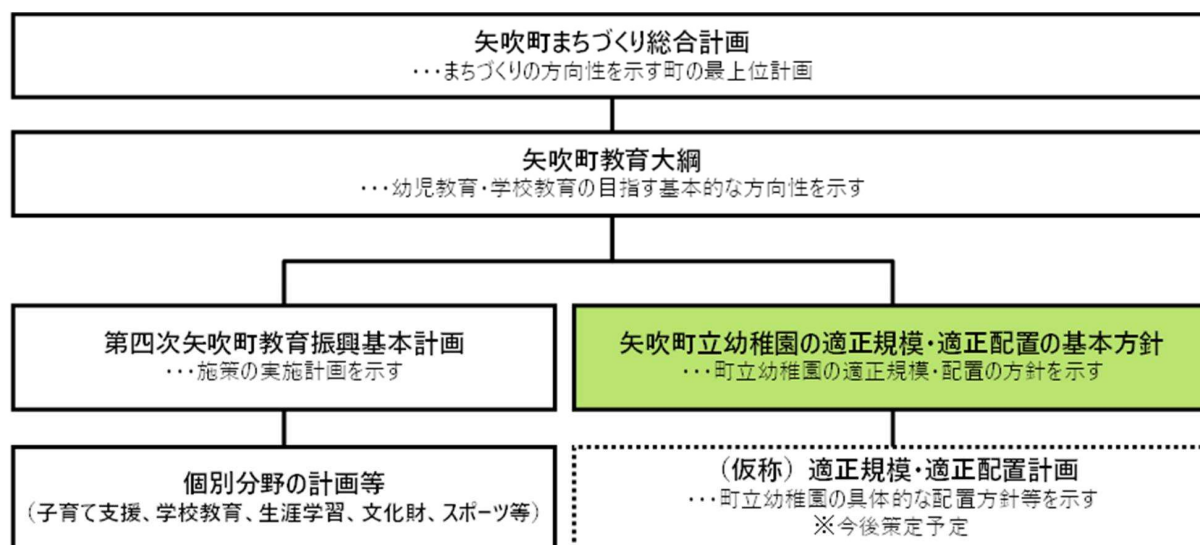 矢吹町まちづくり総合計画
・・・まちづくりの方向性を示す町の最上位計画
矢吹町教育大綱
・・・幼児教育・学校教育の目指す基本的な方向性を示す
第四次矢吹町教育振興基本計画
・・・施策の実施計画を示す
矢吹町立幼稚園の適正規模・適正配置の基本方針
・・・町立幼稚園の適正規模・配置の方針を示す
個別分野の計画等
（子育て支援、学校教育、生涯学習、文化財、スポーツ等）
（仮称）適正規模・適正配置計画
・・・町立幼稚園の具体的な配置方針等を示す
※今後策定予定